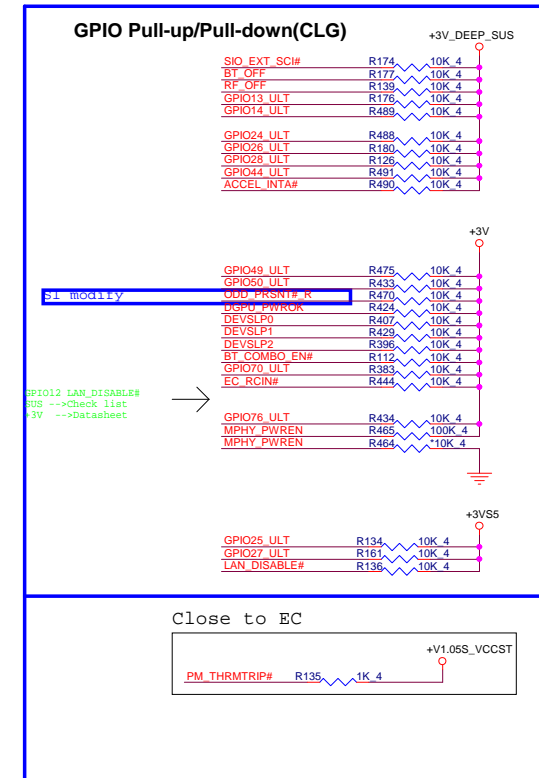 GPIO Pull-up/Pull-down(CLG)
+3V_DEEP_SUS
SIO_EXT_SCI# R174 10K_4
BT_OFF R177 10K_4
RF_OFF R139 10K_4
GPIO13_ULT R176 10K_4
GPIO14_ULT R489 10K_4
GPIO24_ULT R488 10K_4
GPIO26_ULT R180 10K_4
GPIO28_ULT R126 10K_4
GPIO44_ULT R491 10K_4
ACCEL_INTA# R490 10K_4
+3V
GPIO49_ULT R475 10K_4
GPIO50_ULT R433 10K_4
SI modify ODD_PRSNT#_R R470 10K_4
DGPU_PWROK R424 10K_4
DEVSLP0 R407 10K_4
DEVSLP1 R429 10K_4
DEVSLP2 R396 10K_4
BT_COMBO_EN# R112 10K_4
GPIO70_ULT R383 10K_4
EC_RCIN# R444 10K_4
GPIO12 LAN_DISABLE#
SUS -->Check list
+3V -->Datasheet
GPIO76_ULT R434 10K_4
MPHY_PWREN R465 100K_4
MPHY_PWREN R464 *10K_4
+3VS5
GPIO25_ULT R134 10K_4
GPIO27_ULT R161 10K_4
LAN_DISABLE# R136 10K_4
Close to EC
+V1.05S_VCCST
PM_THRMTRIP# R135 1K_4